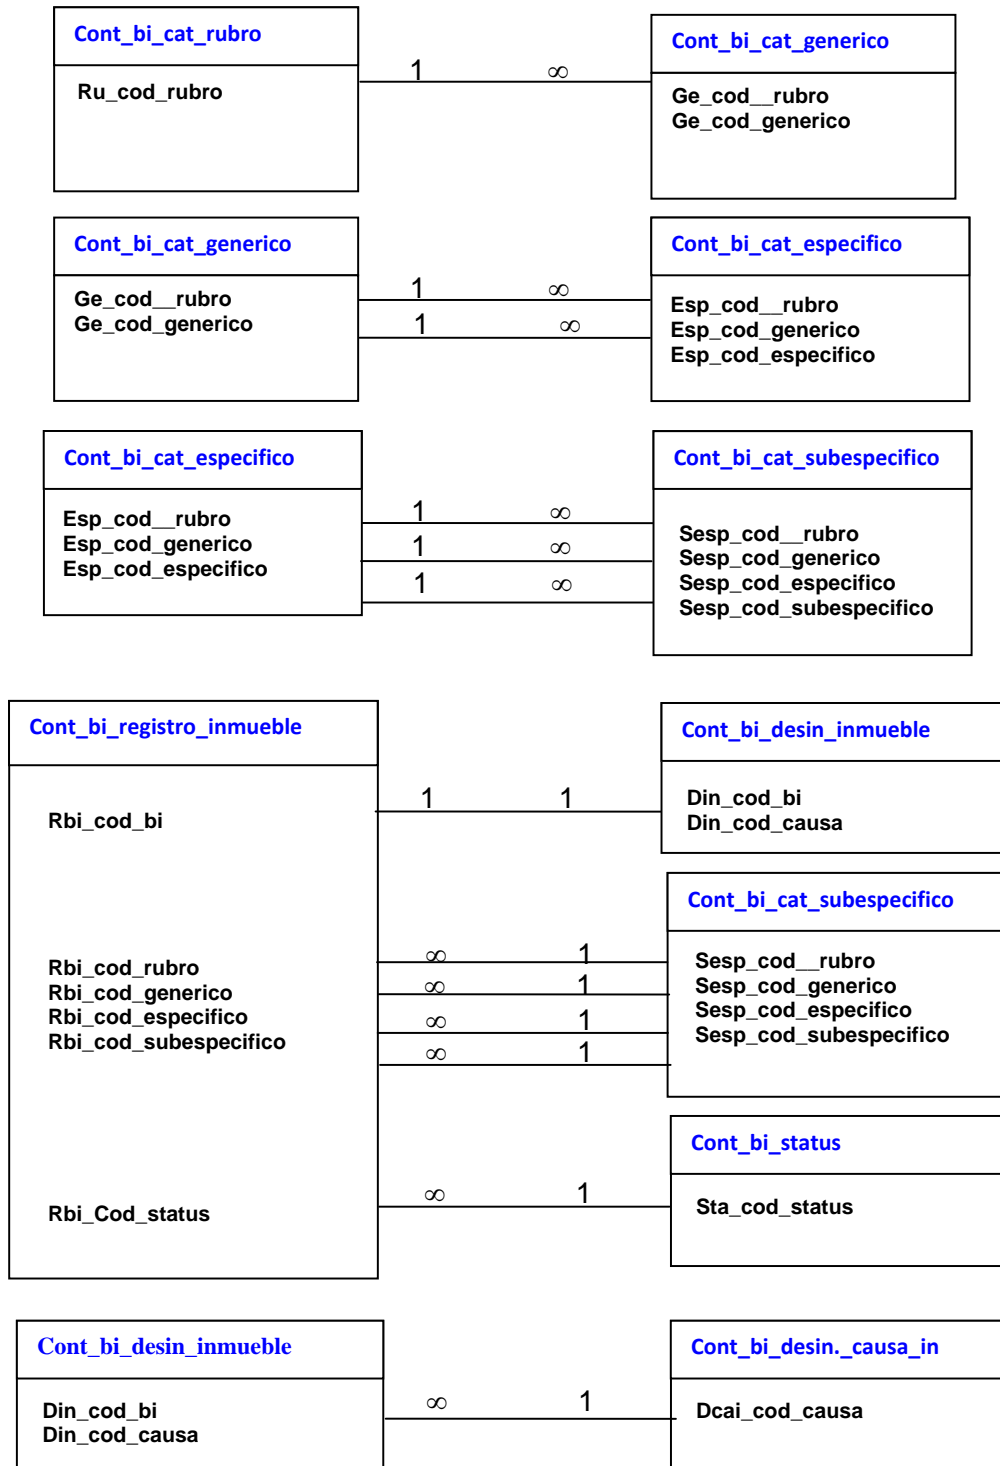 Cont_bi_cat_rubro
Ru_cod_rubro
1 ∞
Cont_bi_cat_generico
Ge_cod__rubro
Ge_cod_generico
Cont_bi_cat_generico
Ge_cod__rubro
Ge_cod_generico
1 ∞
1 ∞
Cont_bi_cat_especifico
Esp_cod__rubro
Esp_cod_generico
Esp_cod_especifico
Cont_bi_cat_especifico
Esp_cod__rubro
Esp_cod_generico
Esp_cod_especifico
1 ∞
1 ∞
1 ∞
Cont_bi_cat_subespecifico
Sesp_cod__rubro
Sesp_cod_generico
Sesp_cod_especifico
Sesp_cod_subespecifico
Cont_bi_registro_inmueble
Rbi_cod_bi
Rbi_cod_rubro
Rbi_cod_generico
Rbi_cod_especifico
Rbi_cod_subespecifico
Rbi_Cod_status
1 1
Cont_bi_desin_inmueble
Din_cod_bi
Din_cod_causa
∞ 1
∞ 1
∞ 1
∞ 1
Cont_bi_cat_subespecifico
Sesp_cod__rubro
Sesp_cod_generico
Sesp_cod_especifico
Sesp_cod_subespecifico
∞ 1
Cont_bi_status
Sta_cod_status
Cont_bi_desin_inmueble
Din_cod_bi
Din_cod_causa
∞ 1
Cont_bi_desin._causa_in
Dcai_cod_causa